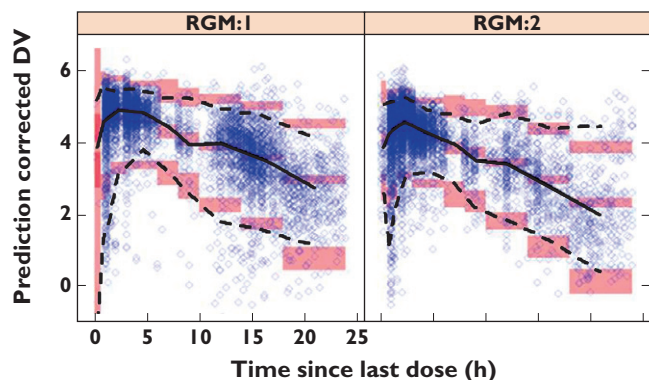 RGM:1 RGM:2
Prediction corrected DV
6
4
2
0
0 5 10 15 20 25
Time since last dose (h)